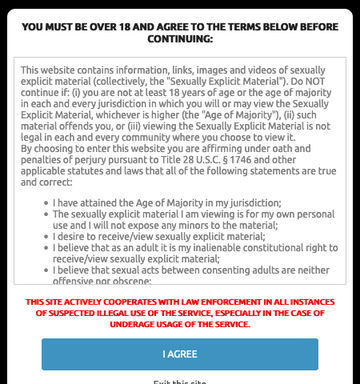 YOU MUST BE OVER 18 AND AGREE TO THE TERMS BELOW BEFORE
CONTINUING:
This website contains information, links, images and videos of sexually
explicit material (collectively, the "Sexually Explicit Material"). Do NOT
continue if: (i) you are not at least 18 years of age or the age of majority
in each and every jurisdiction in which you will or may view the Sexually
Explicit Material, whichever is higher (the "Age of Majority"), (ii) such
material offends you, or (iii) viewing the Sexually Explicit Material is not
legal in each and every community where you choose to view it.
By choosing to enter this website you are affirming under oath and
penalties of perjury pursuant to Title 28 U.S.C. § 1746 and other
applicable statutes and laws that all of the following statements are true
and correct:
• I have attained the Age of Majority in my jurisdiction;
• The sexually explicit material I am viewing is for my own personal
use and I will not expose any minors to the material;
• I desire to receive/view sexually explicit material;
• I believe that as an adult it is my inalienable constitutional right to
receive/view sexually explicit material;
• I believe that sexual acts between consenting adults are neither
offensive nor obscene;
THIS SITE ACTIVELY COOPERATES WITH LAW ENFORCEMENT IN ALL INSTANCES
OF SUSPECTED ILLEGAL USE OF THE SERVICE, ESPECIALLY IN THE CASE OF
UNDERAGE USAGE OF THE SERVICE.
I AGREE
Exit this site